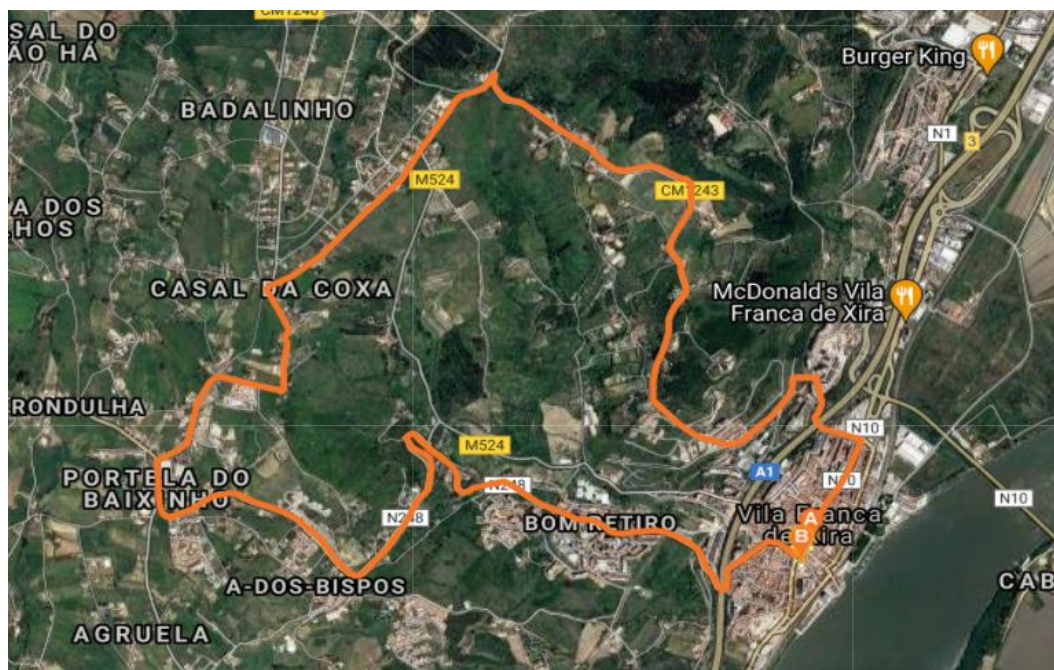 CM1246
SAL DO
ÃO HÁ
Burger King
BADALINHO
N1
3
M524
CM1243
A DOS
LHOS
CASAL DA COXA
McDonald's Vila
Franca de Xira
RONDULHA
N10
M524
A1
PORTELA DO
BAIXINHO
N248
N10
N10
N248
BOM RETIRO
Vila Franca
de Xira
A
B
A-DOS-BISPOS
CAB
AGRUELA